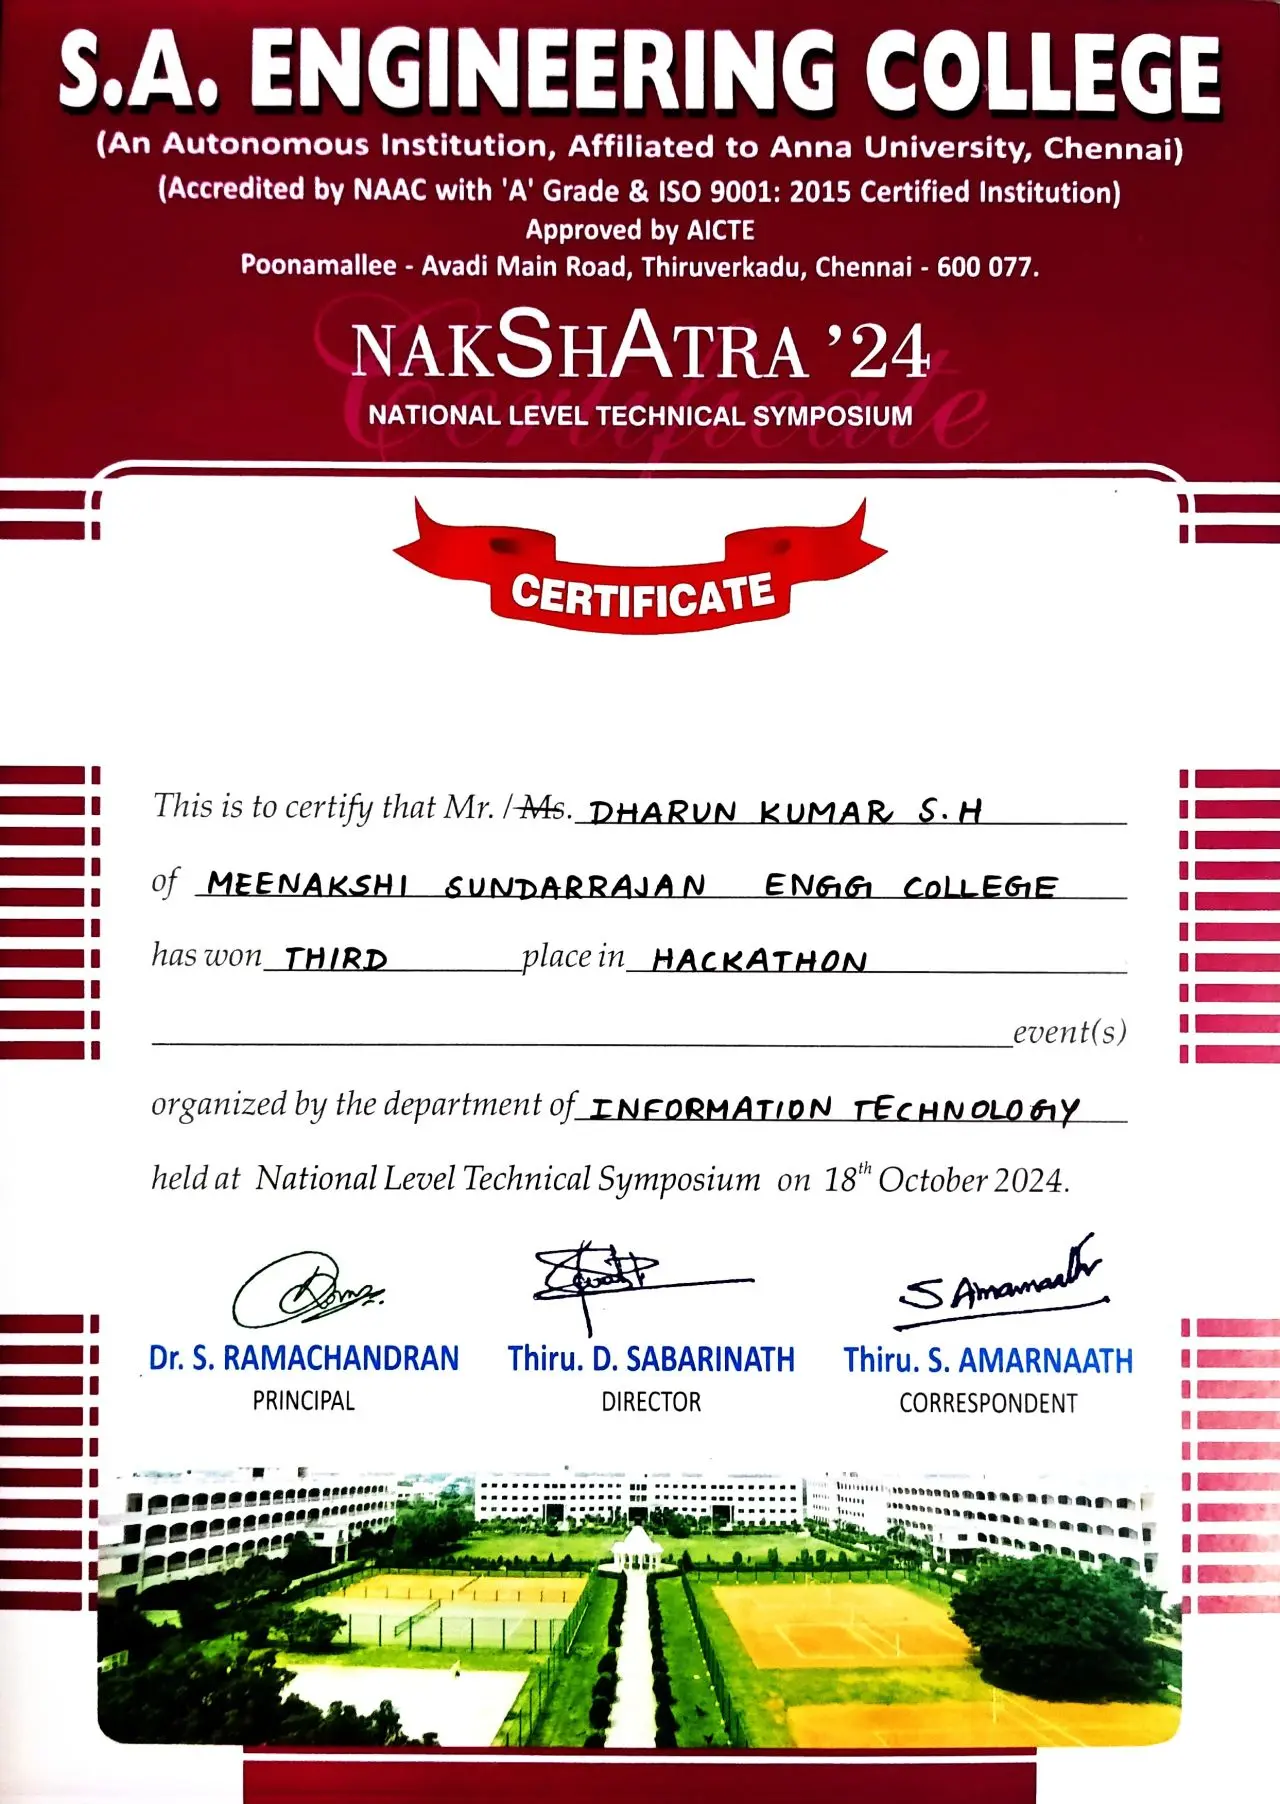 S.A. ENGINEERING COLLEGE
(An Autonomous Institution, Affiliated to Anna University, Chennai)
(Accredited by NAAC with 'A' Grade & ISO 9001: 2015 Certified Institution)
Approved by AICTE
Poonamallee - Avadi Main Road, Thiruverkadu, Chennai - 600 077.
Certificate
NAKSHATRA '24
NATIONAL LEVEL TECHNICAL SYMPOSIUM
CERTIFICATE
This is to certify that Mr. / Ms. DHARUN KUMAR S.H
of MEENAKSHI SUNDARRAJAN ENGG COLLEGE
has won THIRD place in HACKATHON
event(s)
organized by the department of INFORMATION TECHNOLOGY
held at National Level Technical Symposium on 18th October 2024.
S Amarnaath
Dr. S. RAMACHANDRAN Thiru. D. SABARINATH Thiru. S. AMARNAATH
PRINCIPAL DIRECTOR CORRESPONDENT